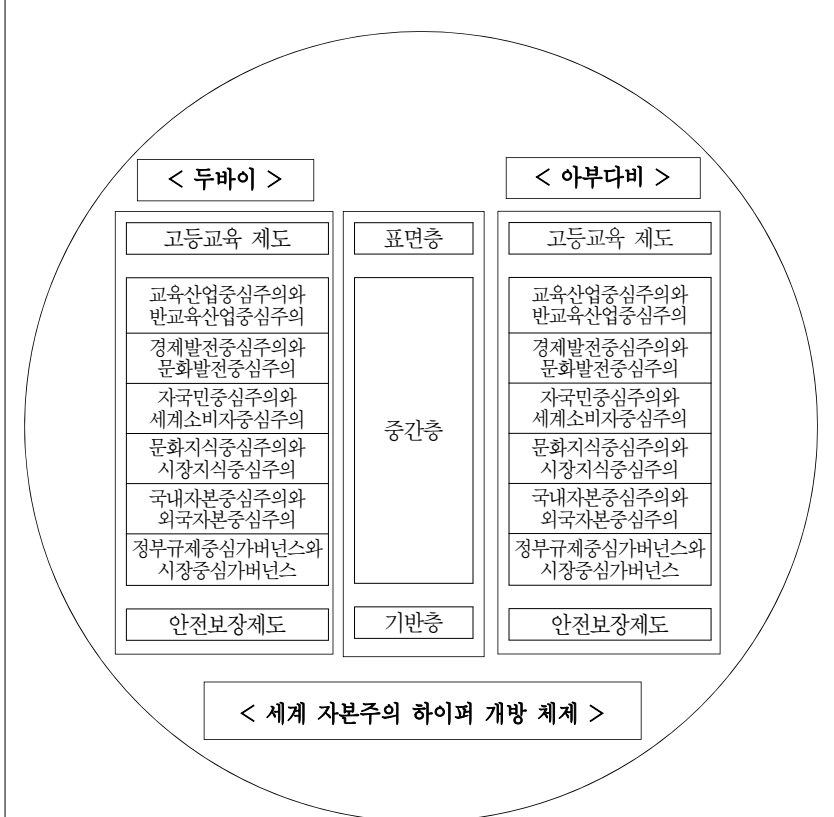 < 두바이 >
< 아부다비 >
고등교육 제도
표면층
고등교육 제도
교육산업중심주의와
반교육산업중심주의
경제발전중심주의와
문화발전중심주의
자국민중심주의와
세계소비자중심주의
문화지식중심주의와
시장지식중심주의
국내자본중심주의와
외국자본중심주의
정부규제중심가버넌스와
시장중심가버넌스
중간층
교육산업중심주의와
반교육산업중심주의
경제발전중심주의와
문화발전중심주의
자국민중심주의와
세계소비자중심주의
문화지식중심주의와
시장지식중심주의
국내자본중심주의와
외국자본중심주의
정부규제중심가버넌스와
시장중심가버넌스
안전보장제도
기반층
안전보장제도
< 세계 자본주의 하이퍼 개방 체제 >